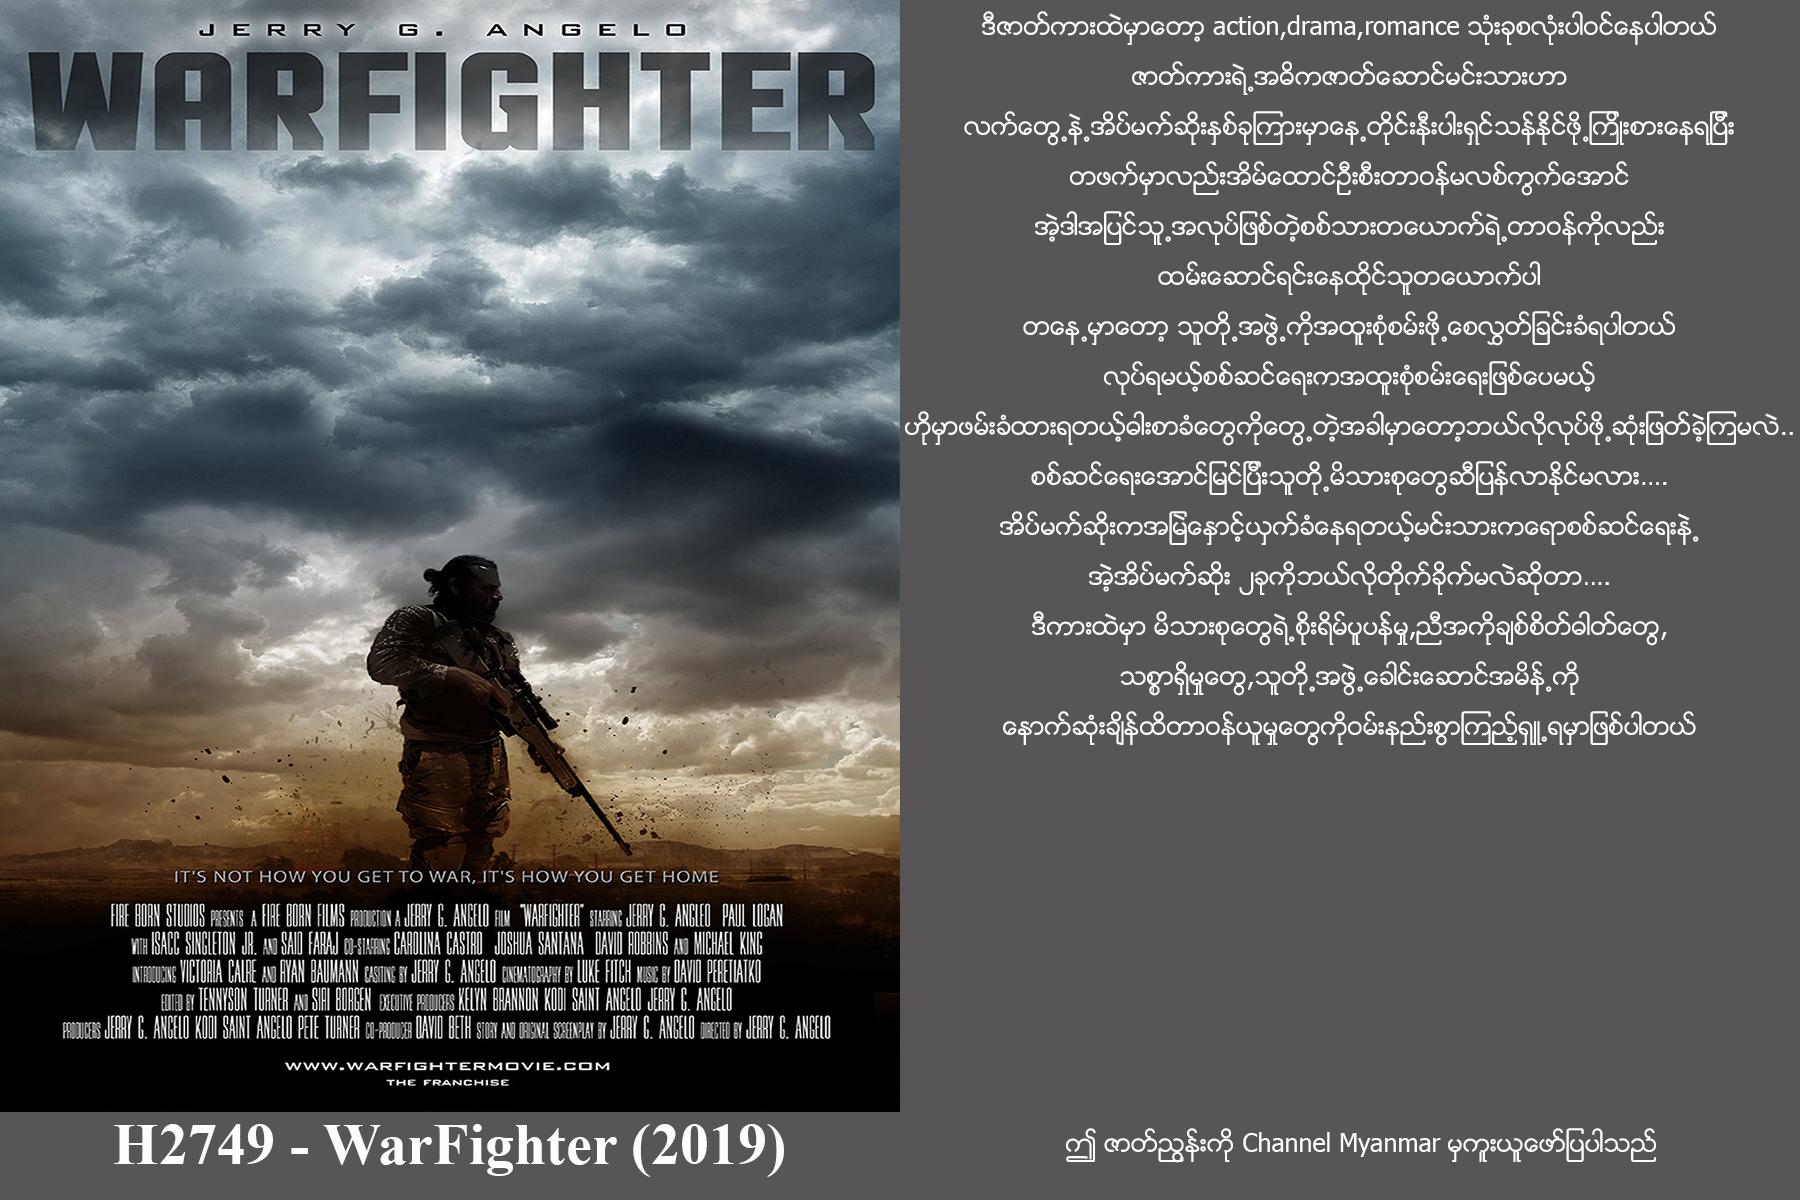 JERRY G. ANGELO
WARFIGHTER
IT'S NOT HOW YOU GET TO WAR, IT'S HOW YOU GET HOME
FIRE BORN STUDIOS PRESENTS A FIRE BORN FILMS PRODUCTION A JERRY G. ANGELO FILM "WARFIGHTER" STARRING JERRY G. ANGLEO PAUL LOGAN
WITH ISACC SINGLETON JR. AND SAID FARAJ CO-STARRING CAROLINA CASTRO JOSHUA SANTANA DAVID ROBBINS AND MICHAEL KING
INTRODUCING VICTORIA CALRE AND RYAN BAUMANN CASITING BY JERRY G. ANGELO CINEMATOGRAPHY BY LUKE FITCH MUSIC BY DAVID PERETIATKO
EDITED BY TENNYSON TURNER AND SIRI BORGEN EXECUTIVE PRODUCERS KELYN BRANNON KODI SAINT ANGELO JERRY G. ANGELO
PRODUCERS JERRY G. ANGELO KODI SAINT ANGELO PETE TURNER CO-PRODUCER DAVID BETH STORY AND ORIGINAL SCREENPLAY BY JERRY G. ANGELO DIRECTED BY JERRY G. ANGELO
WWW.WARFIGHTERMOVIE.COM
THE FRANCHISE
H2749 - WarFighter (2019)
ဒီဇာတ်ကားထဲမှာတော့ action,drama,romance သုံးခုစလုံးပါဝင်နေပါတယ်
ဇာတ်ကားရဲ့အဓိကဇာတ်ဆောင်မင်းသားဟာ
လက်တွေ့နဲ့အိပ်မက်ဆိုးနှစ်ခုကြားမှာနေ့တိုင်းနီးပါးရှင်သန်နိုင်ဖို့ကြိုးစားနေရပြီး
တဖက်မှာလည်းအိမ်ထောင်ဦးစီးတာဝန်မလစ်ကွက်အောင်
အဲ့ဒါအပြင်သူ့အလုပ်ဖြစ်တဲ့စစ်သားတယောက်ရဲ့တာဝန်ကိုလည်း
ထမ်းဆောင်ရင်းနေထိုင်သူတယောက်ပါ
တနေ့မှာတော့ သူတို့အဖွဲ့ကိုအထူးစုံစမ်းဖို့စေလွှတ်ခြင်းခံရပါတယ်
လုပ်ရမယ့်စစ်ဆင်ရေးကအထူးစုံစမ်းရေးဖြစ်ပေမယ့်
ဟိုမှာဖမ်းခံထားရတယ့်ဓါးစာခံတွေကိုတွေ့တဲ့အခါမှာတော့ဘယ်လိုလုပ်ဖို့ဆုံးဖြတ်ခဲ့ကြမလဲ..
စစ်ဆင်ရေးအောင်မြင်ပြီးသူတို့မိသားစုတွေဆီပြန်လာနိုင်မလား....
အိပ်မက်ဆိုးကအမြဲနှောင့်ယှက်ခံနေရတယ့်မင်းသားကရောစစ်ဆင်ရေးနဲ့
အဲ့အိပ်မက်ဆိုး ၂ခုကိုဘယ်လိုတိုက်ခိုက်မလဲဆိုတာ....
ဒီကားထဲမှာ မိသားစုတွေရဲ့စိုးရိမ်ပူပန်မှု,ညီအကိုချစ်စိတ်ဓါတ်တွေ,
သစ္စာရှိမှုတွေ,သူတို့အဖွဲ့ခေါင်းဆောင်အမိန့်ကို
နောက်ဆုံးချိန်ထိတာဝန်ယူမှုတွေကိုဝမ်းနည်းစွာကြည့်ရှု့ရမှာဖြစ်ပါတယ်
ဤ ဇာတ်ညွှန်းကို Channel Myanmar မှကူးယူဖော်ပြပါသည်